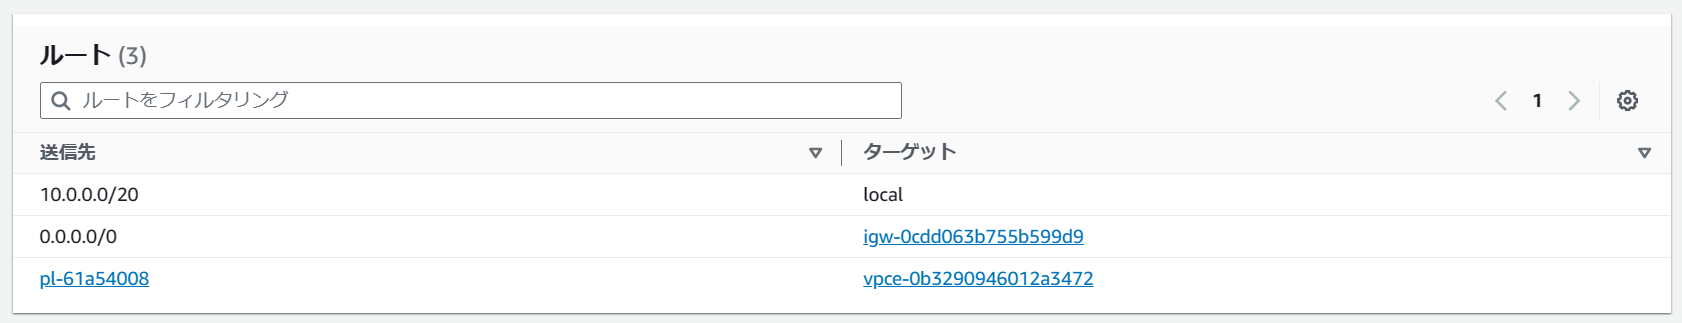 ルート (3)
ルートをフィルタリング
1
送信先 ターゲット
10.0.0.0/20 local
0.0.0.0/0 igw-0cdd063b755b599d9
pl-61a54008 vpce-0b3290946012a3472